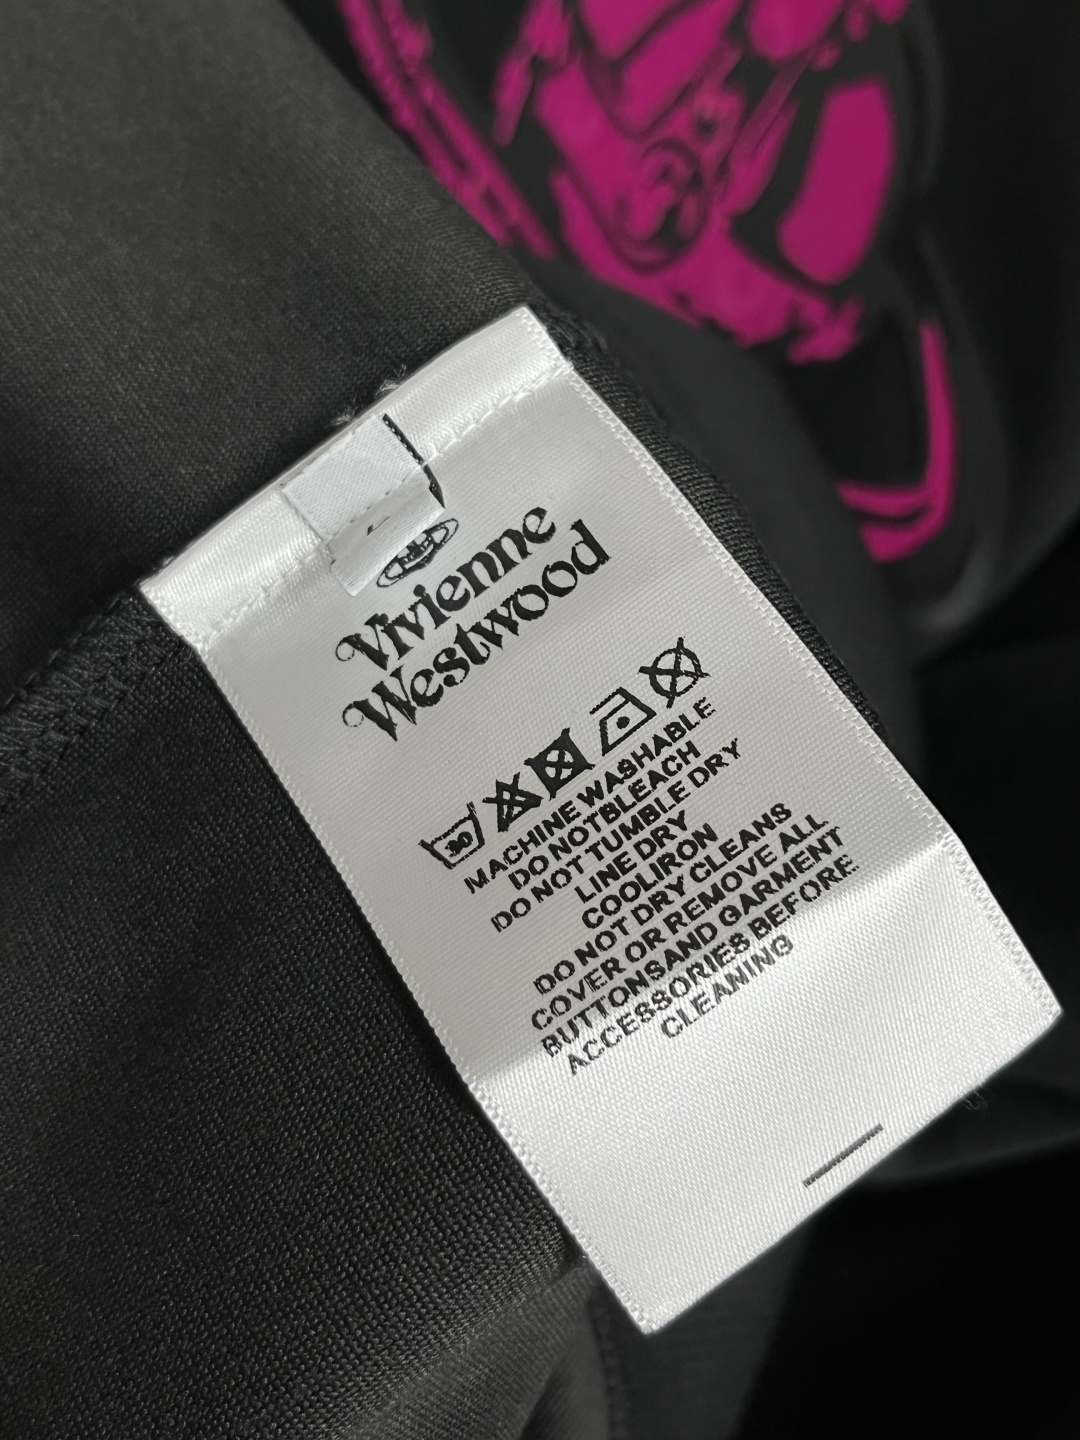 Vivienne
Westwood
30
MACHINE WASHABLE
DO NOTBLEACH
DO NOT TUMBLE DRY
LINE DRY
COOLIRON
DO NOT DRY CLEANS
COVER OR REMOVE ALL
BUTTONSAND GARMENT
ACCESSORIES BEFORE
CLEANING